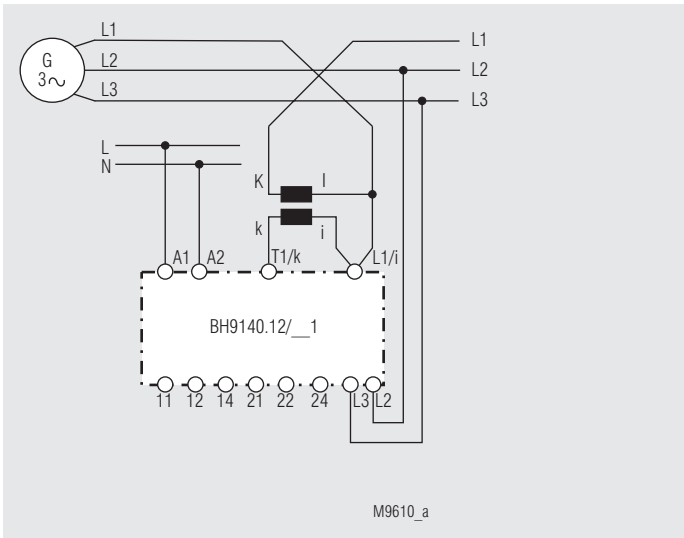 L1
L1
G
3~
L2
L2
L3
L3
L
N
K
l
k
i
A1
A2
T1/k
L1/i
BH9140.12/__1
11
12
14
21
22
24
L3
L2
M9610_a